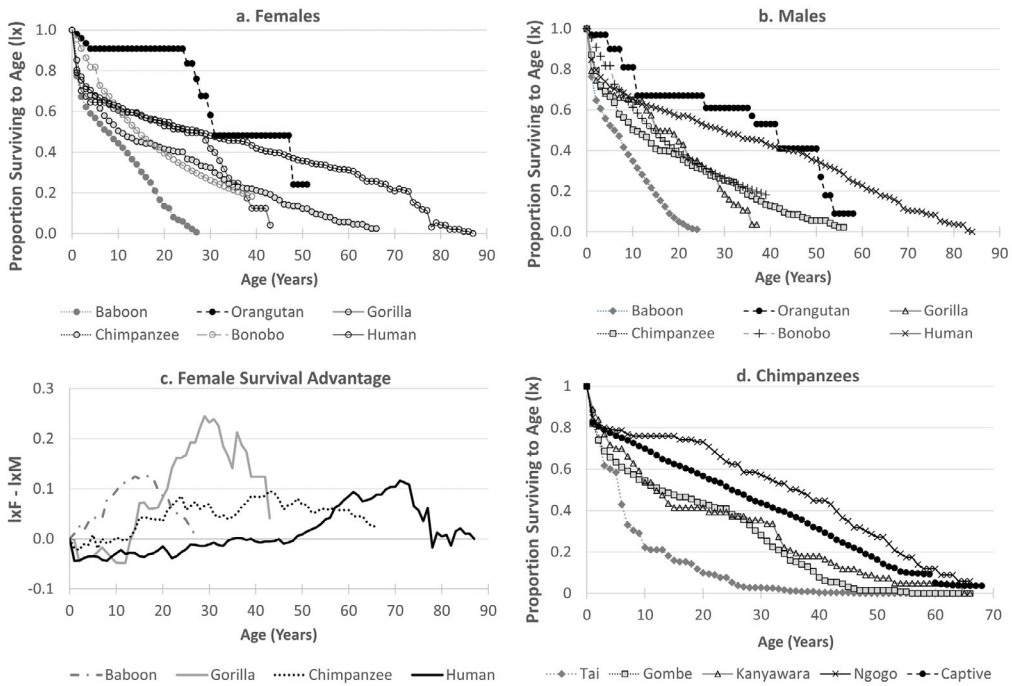 a. Females
Proportion Surviving to Age (lx)
1.0
0.8
0.6
0.4
0.2
0.0
0 10 20 30 40 50 60 70 80 90
Age (Years)
Baboon Orangutan Gorilla
Chimpanzee Bonobo Human
b. Males
Proportion Surviving to Age (lx)
1.0
0.8
0.6
0.4
0.2
0.0
0 10 20 30 40 50 60 70 80 90
Age (Years)
Baboon Orangutan Gorilla
Chimpanzee Bonobo Human
c. Female Survival Advantage
lxF - lxM
0.3
0.2
0.1
0.0
-0.1
0 10 20 30 40 50 60 70 80 90
Age (Years)
Baboon Gorilla Chimpanzee Human
d. Chimpanzees
Proportion Surviving to Age (lx)
1
0.8
0.6
0.4
0.2
0
0 10 20 30 40 50 60 70
Age (Years)
Tai Gombe Kanyawara Ngogo Captive